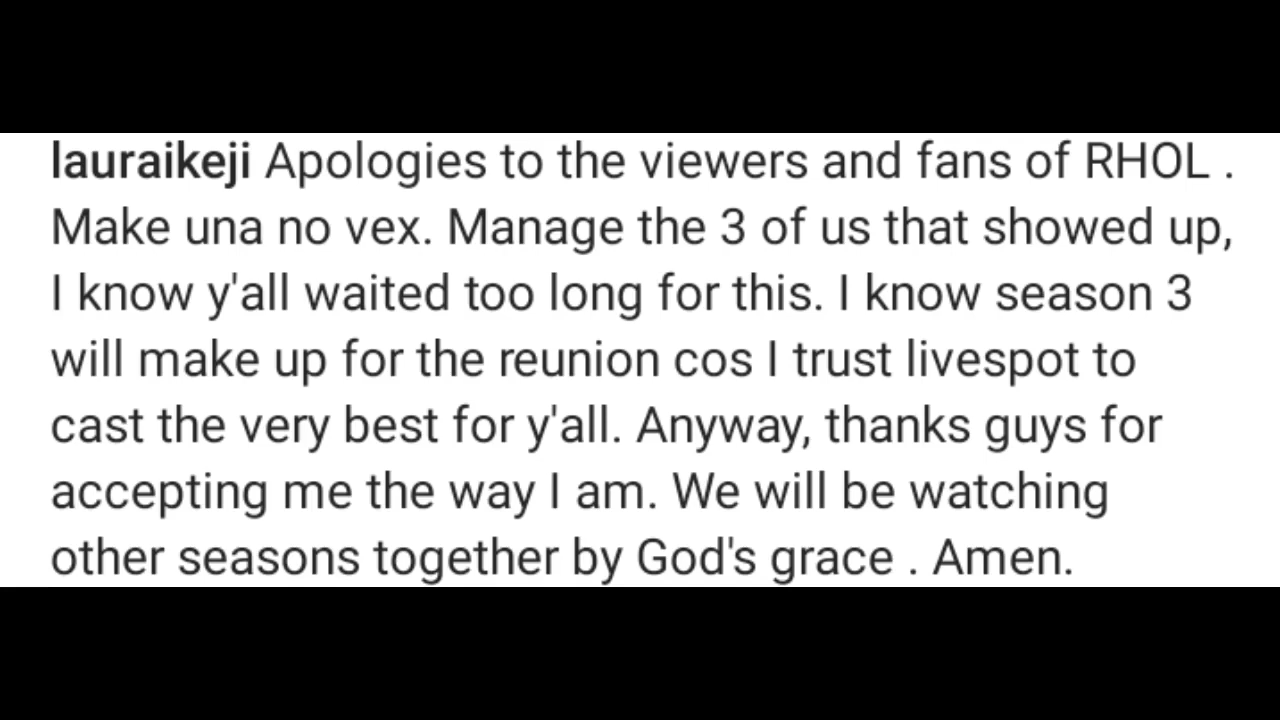 lauraikeji Apologies to the viewers and fans of RHOL .
Make una no vex. Manage the 3 of us that showed up,
I know y'all waited too long for this. I know season 3
will make up for the reunion cos I trust livespot to
cast the very best for y'all. Anyway, thanks guys for
accepting me the way I am. We will be watching
other seasons together by God's grace . Amen.